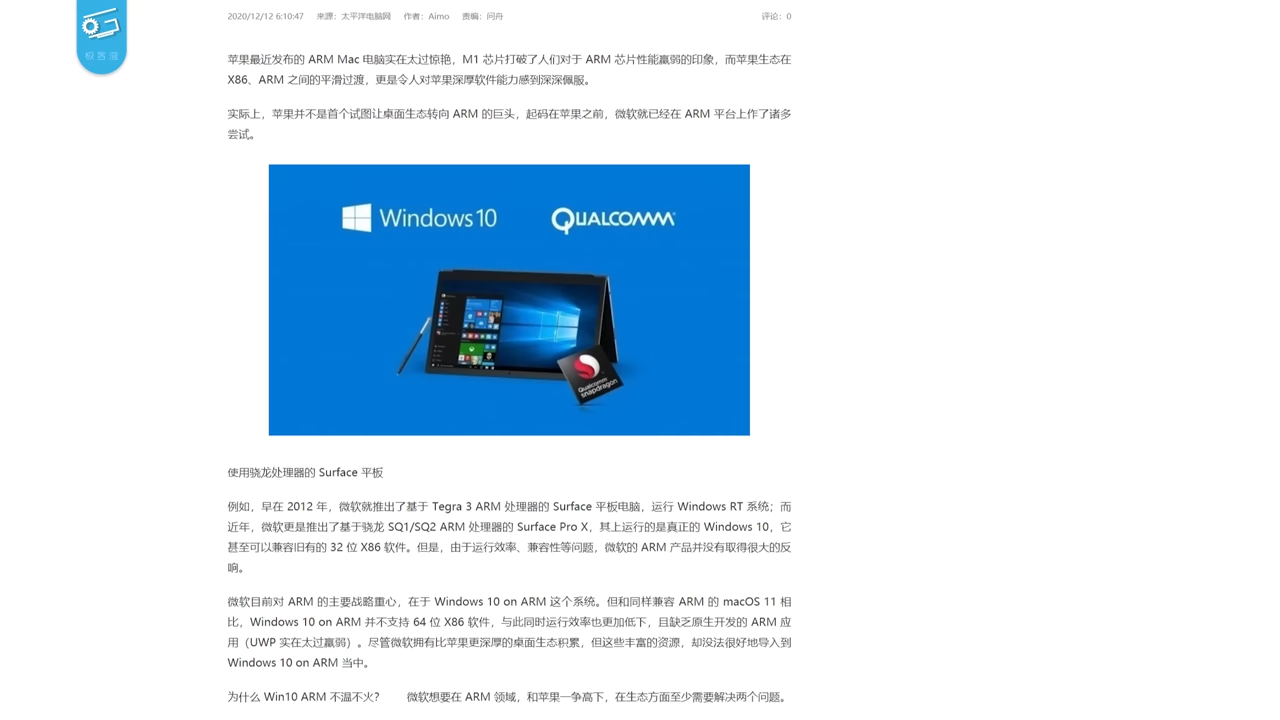 极客湾
2020/12/12 6:10:47 来源：太平洋电脑网 作者：Aimo 责编：问舟 评论：0
苹果最近发布的 ARM Mac 电脑实在太过惊艳，M1 芯片打破了人们对于 ARM 芯片性能羸弱的印象，而苹果生态在
X86、ARM 之间的平滑过渡，更是令人对苹果深厚软件能力感到深深佩服。
实际上，苹果并不是首个试图让桌面生态转向 ARM 的巨头，起码在苹果之前，微软就已经在 ARM 平台上作了诸多
尝试。
Windows 10 QUALCOMM
Qualcomm
snapdragon
使用骁龙处理器的 Surface 平板
例如，早在 2012 年，微软就推出了基于 Tegra 3 ARM 处理器的 Surface 平板电脑，运行 Windows RT 系统；而
近年，微软更是推出了基于骁龙 SQ1/SQ2 ARM 处理器的 Surface Pro X，其上运行的是真正的 Windows 10，它
甚至可以兼容旧有的 32 位 X86 软件。但是，由于运行效率、兼容性等问题，微软的 ARM 产品并没有取得很大的反
响。
微软目前对 ARM 的主要战略重心，在于 Windows 10 on ARM 这个系统。但和同样兼容 ARM 的 macOS 11 相
比，Windows 10 on ARM 并不支持 64 位 X86 软件，与此同时运行效率也更加低下，且缺乏原生开发的 ARM 应
用（UWP 实在太过羸弱）。尽管微软拥有比苹果更深厚的桌面生态积累，但这些丰富的资源，却没法很好地导入到
Windows 10 on ARM 当中。
为什么 Win10 ARM 不温不火？ 微软想要在 ARM 领域，和苹果一争高下，在生态方面至少需要解决两个问题。